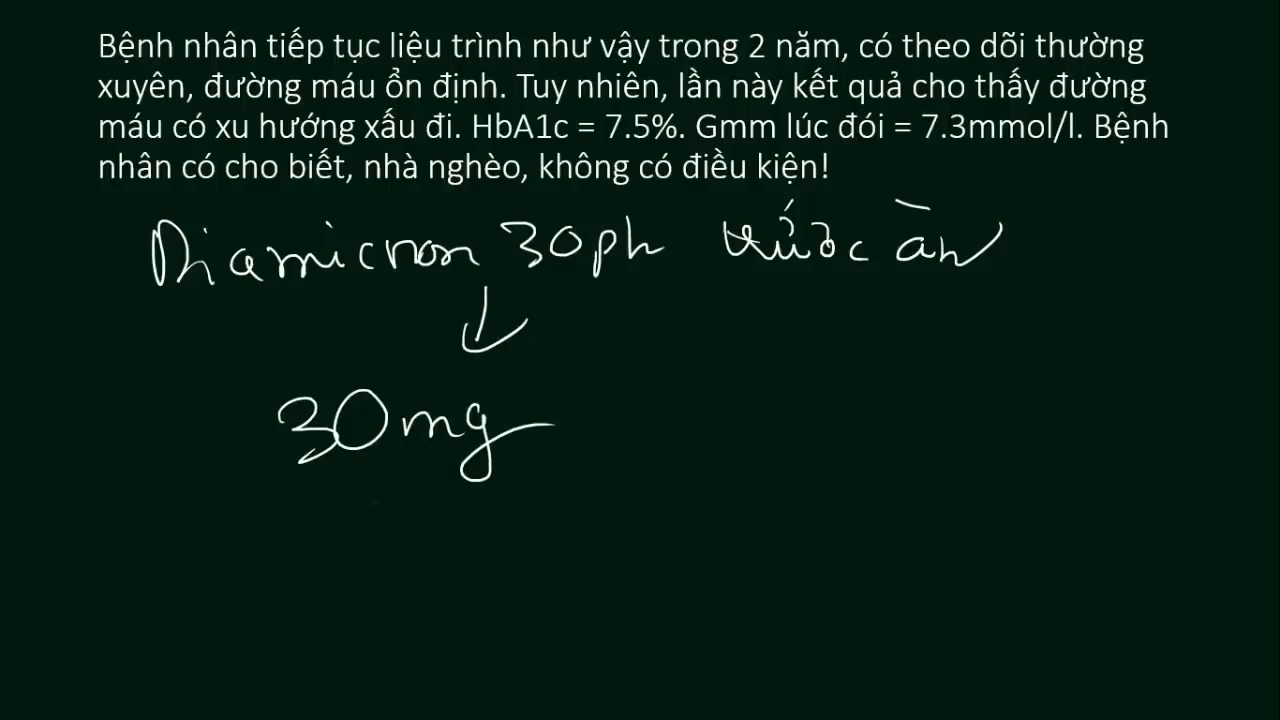 Bệnh nhân tiếp tục liệu trình như vậy trong 2 năm, có theo dõi thường
xuyên, đường máu ổn định. Tuy nhiên, lần này kết quả cho thấy đường
máu có xu hướng xấu đi. HbA1c = 7.5%. Gmm lúc đói = 7.3mmol/l. Bệnh
nhân có cho biết, nhà nghèo, không có điều kiện!
Diamicron 30ph trước ăn
30mg